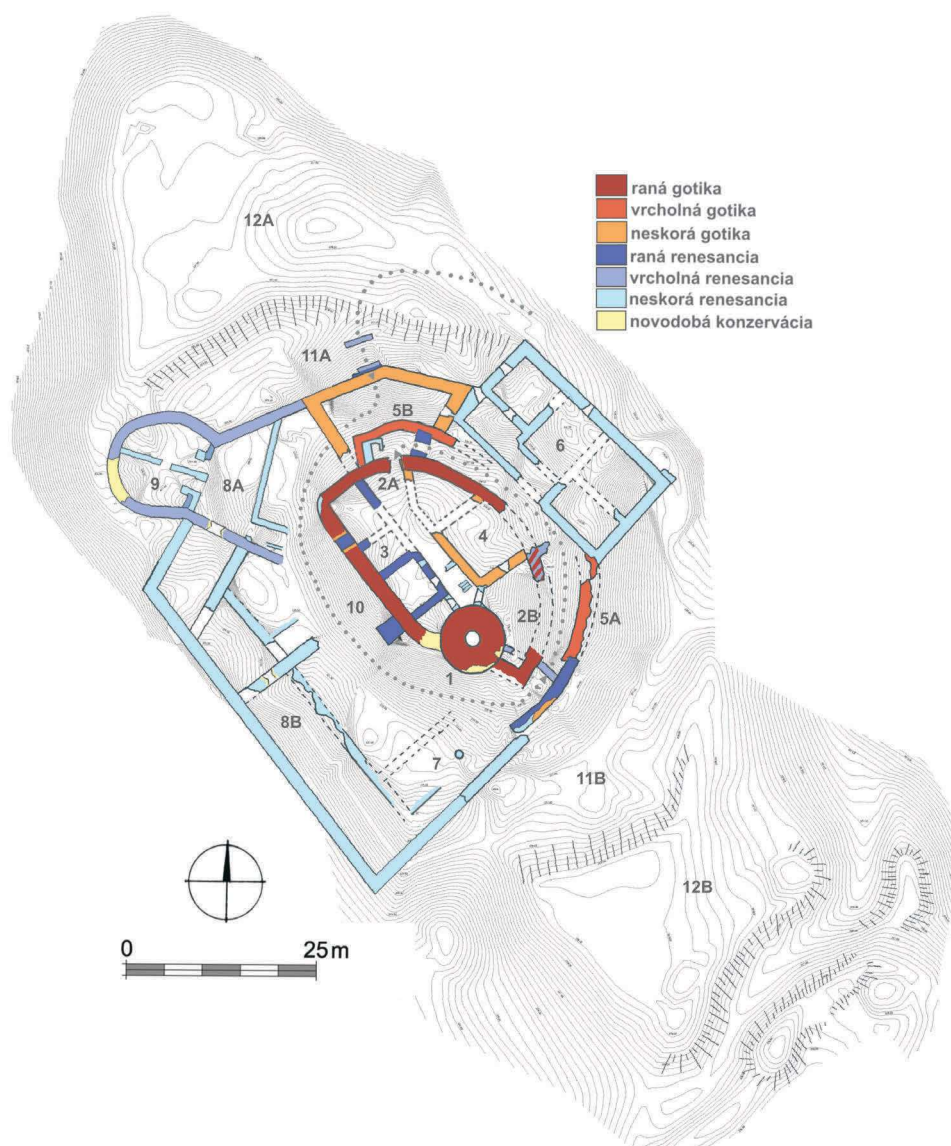 12A
raná gotika
vrcholná gotika
neskorá gotika
raná renesancia
vrcholná renesancia
neskorá renesancia
novodobá konzervácia
11A
5B
6
9
8A
2A
4
3
10
2B
5A
1
8B
7
11B
12B
0 25m